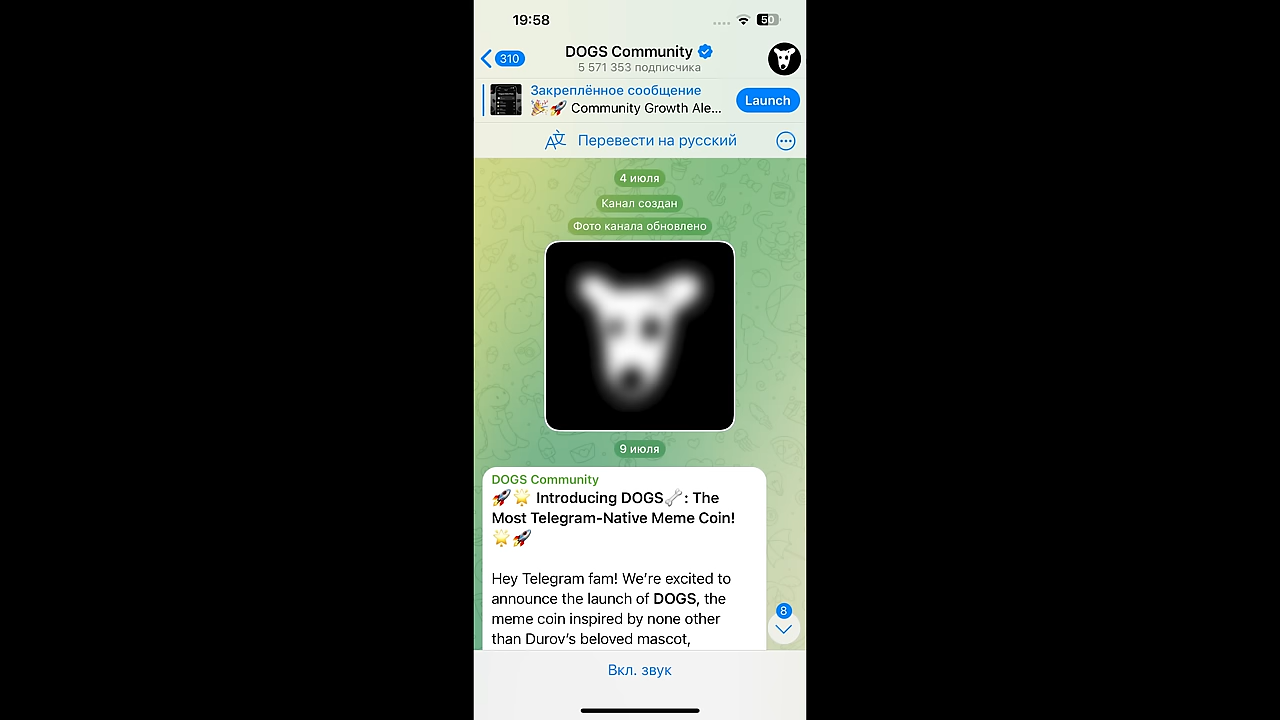 19:58
50
310
DOGS Community
5 571 353 подписчика
Закреплённое сообщение
🎉🚀 Community Growth Ale...
Launch
Перевести на русский
4 июля
Канал создан
Фото канала обновлено
9 июля
DOGS Community
🚀🌟 Introducing DOGS🦴: The
Most Telegram-Native Meme Coin!
🌟🚀
Hey Telegram fam! We’re excited to
announce the launch of DOGS, the
meme coin inspired by none other
than Durov’s beloved mascot,
8
Вкл. звук